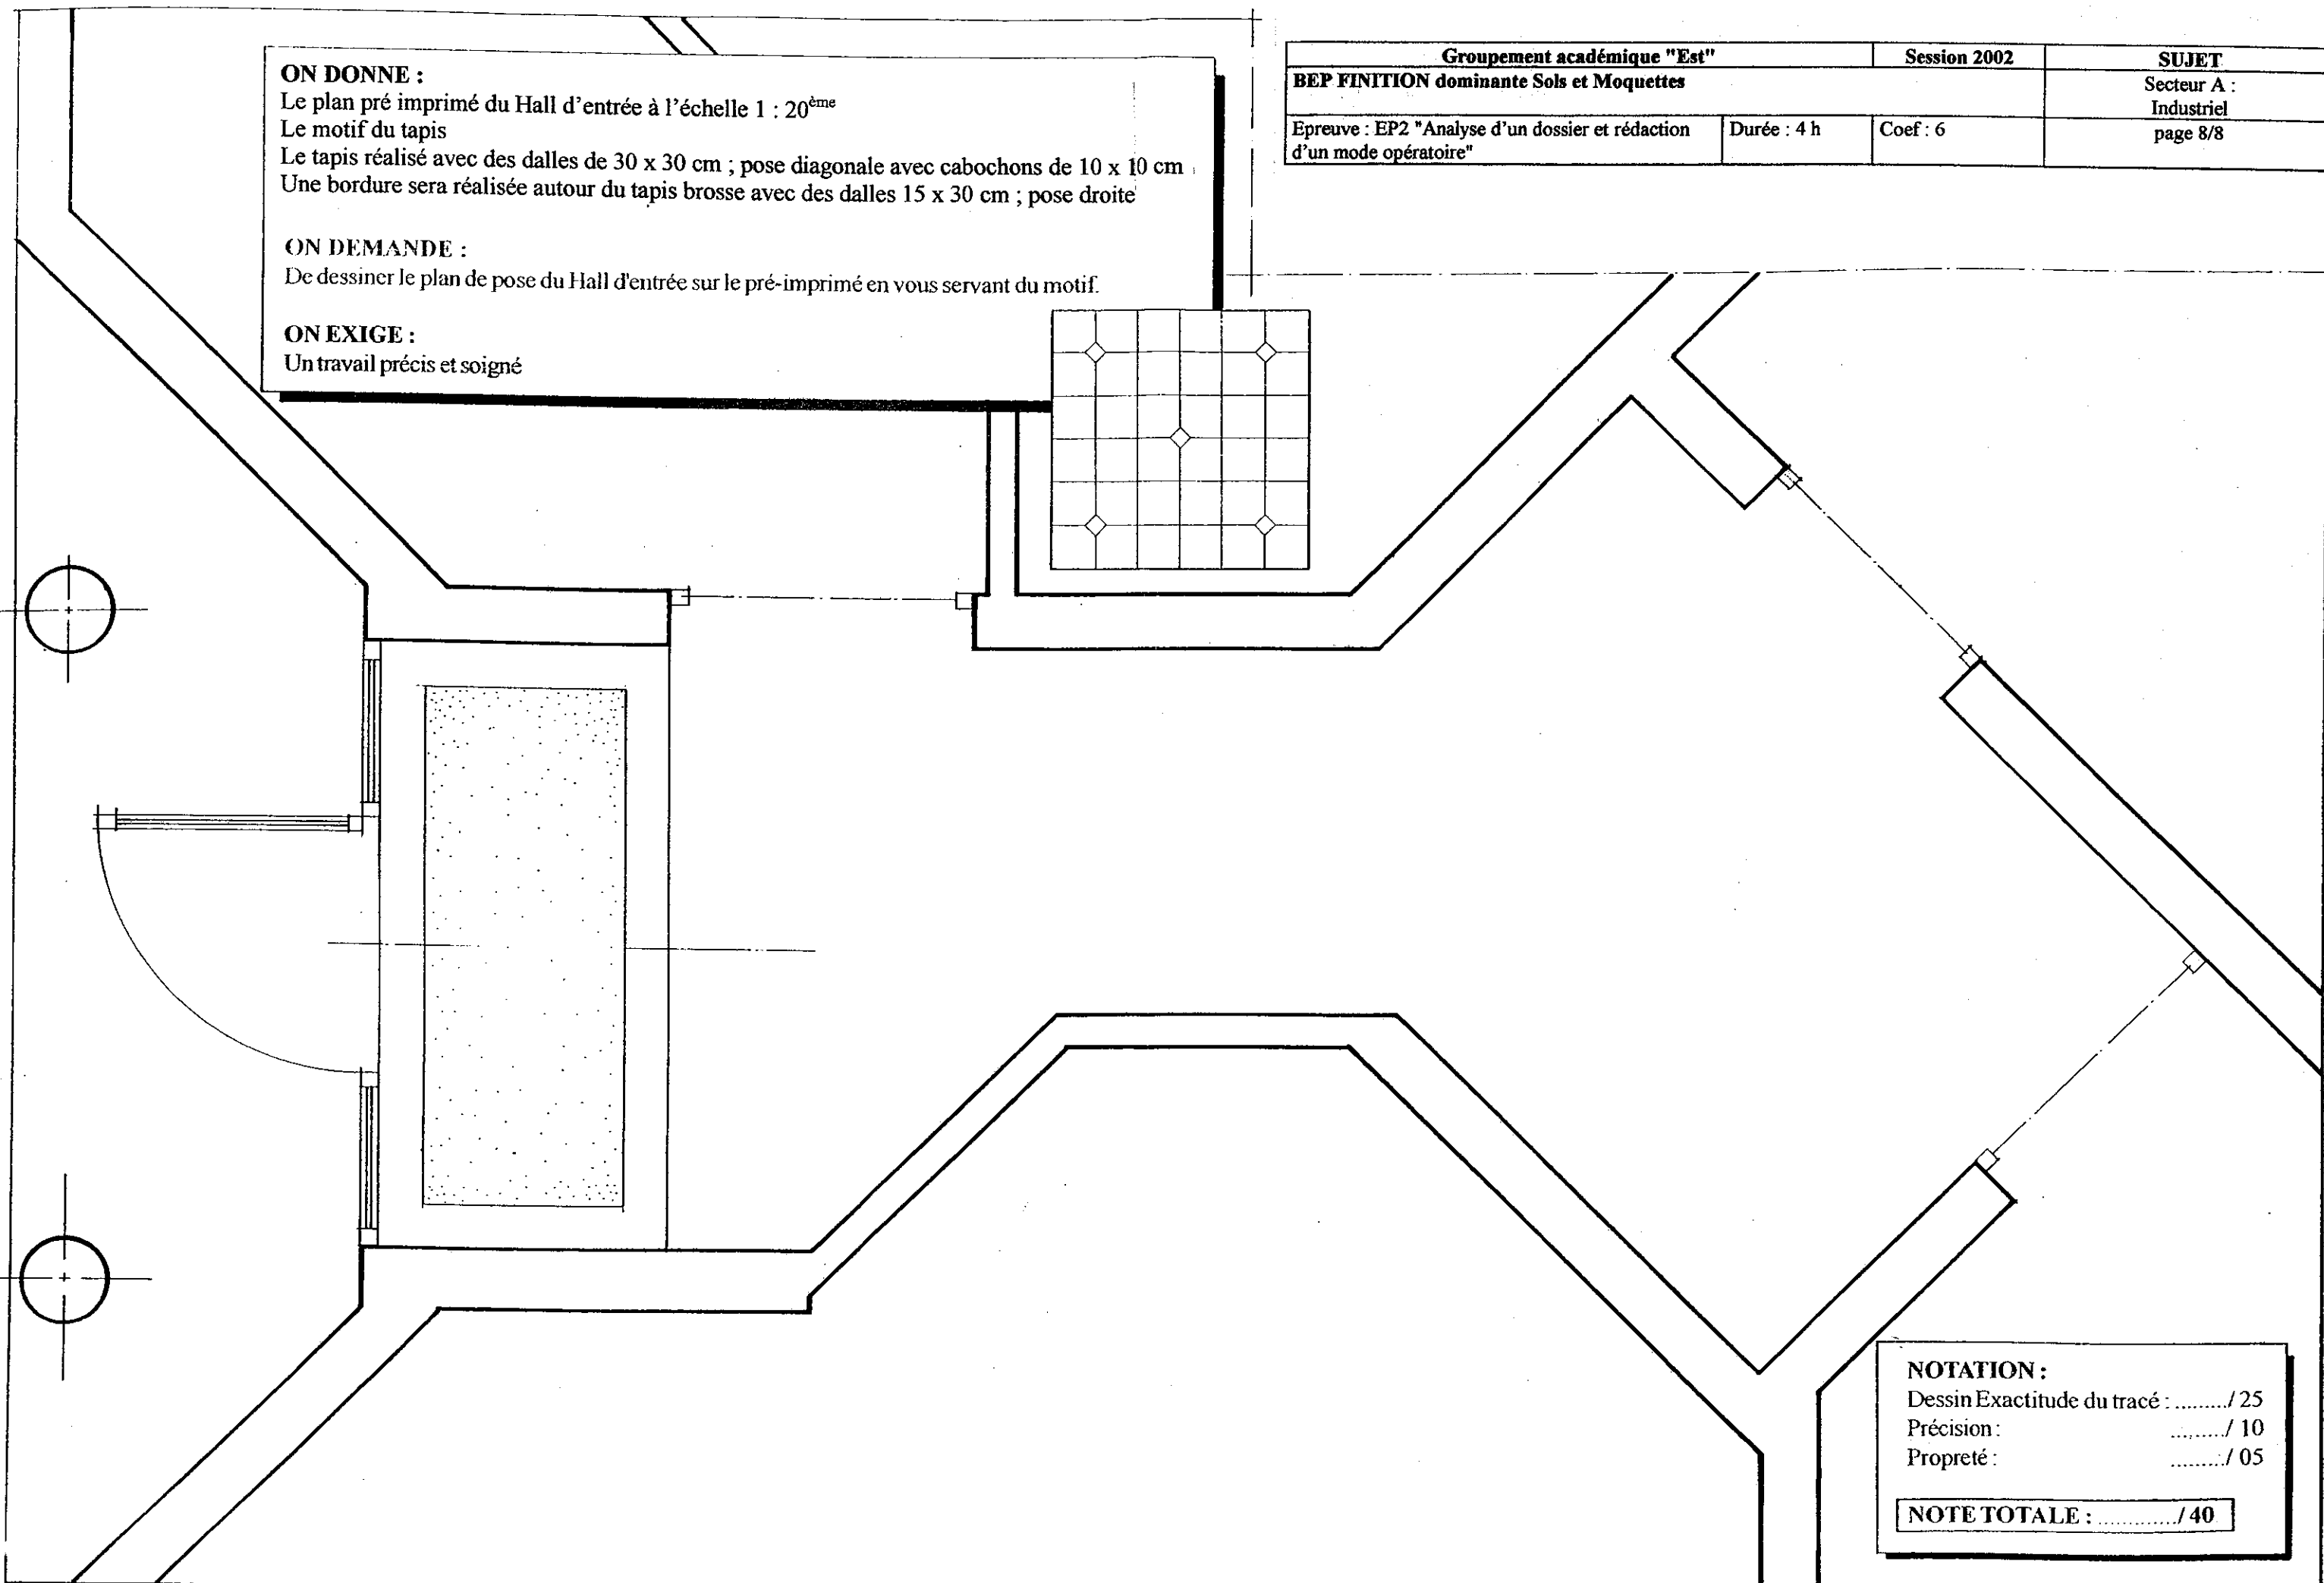 ON DONNE :
Le plan pré imprimé du Hall d'entrée à l'échelle 1 : 20ème
Le motif du tapis
Le tapis réalisé avec des dalles de 30 x 30 cm ; pose diagonale avec cabochons de 10 x 10 cm
Une bordure sera réalisée autour du tapis brosse avec des dalles 15 x 30 cm ; pose droite
ON DEMANDE :
De dessiner le plan de pose du Hall d'entrée sur le pré-imprimé en vous servant du motif.
ON EXIGE :
Un travail précis et soigné
Groupement académique "Est" Session 2002 SUJET
BEP FINITION dominante Sols et Moquettes Secteur A :
Industriel
Epreuve : EP2 "Analyse d'un dossier et rédaction Durée : 4 h Coef : 6 page 8/8
d'un mode opératoire"
NOTATION :
Dessin Exactitude du tracé : ........./ 25
Précision : ........./ 10
Propreté : ........./ 05
NOTE TOTALE : ............./ 40